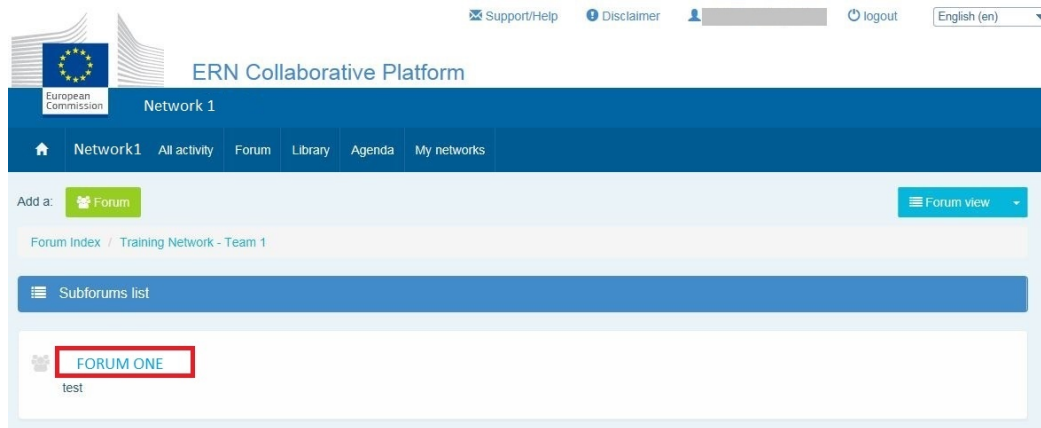 Support/Help Disclaimer logout English (en)
ERN Collaborative Platform
European
Commission
Network 1
Network1 All activity Forum Library Agenda My networks
Add a: Forum Forum view
Forum Index / Training Network - Team 1
Subforums list
FORUM ONE
test